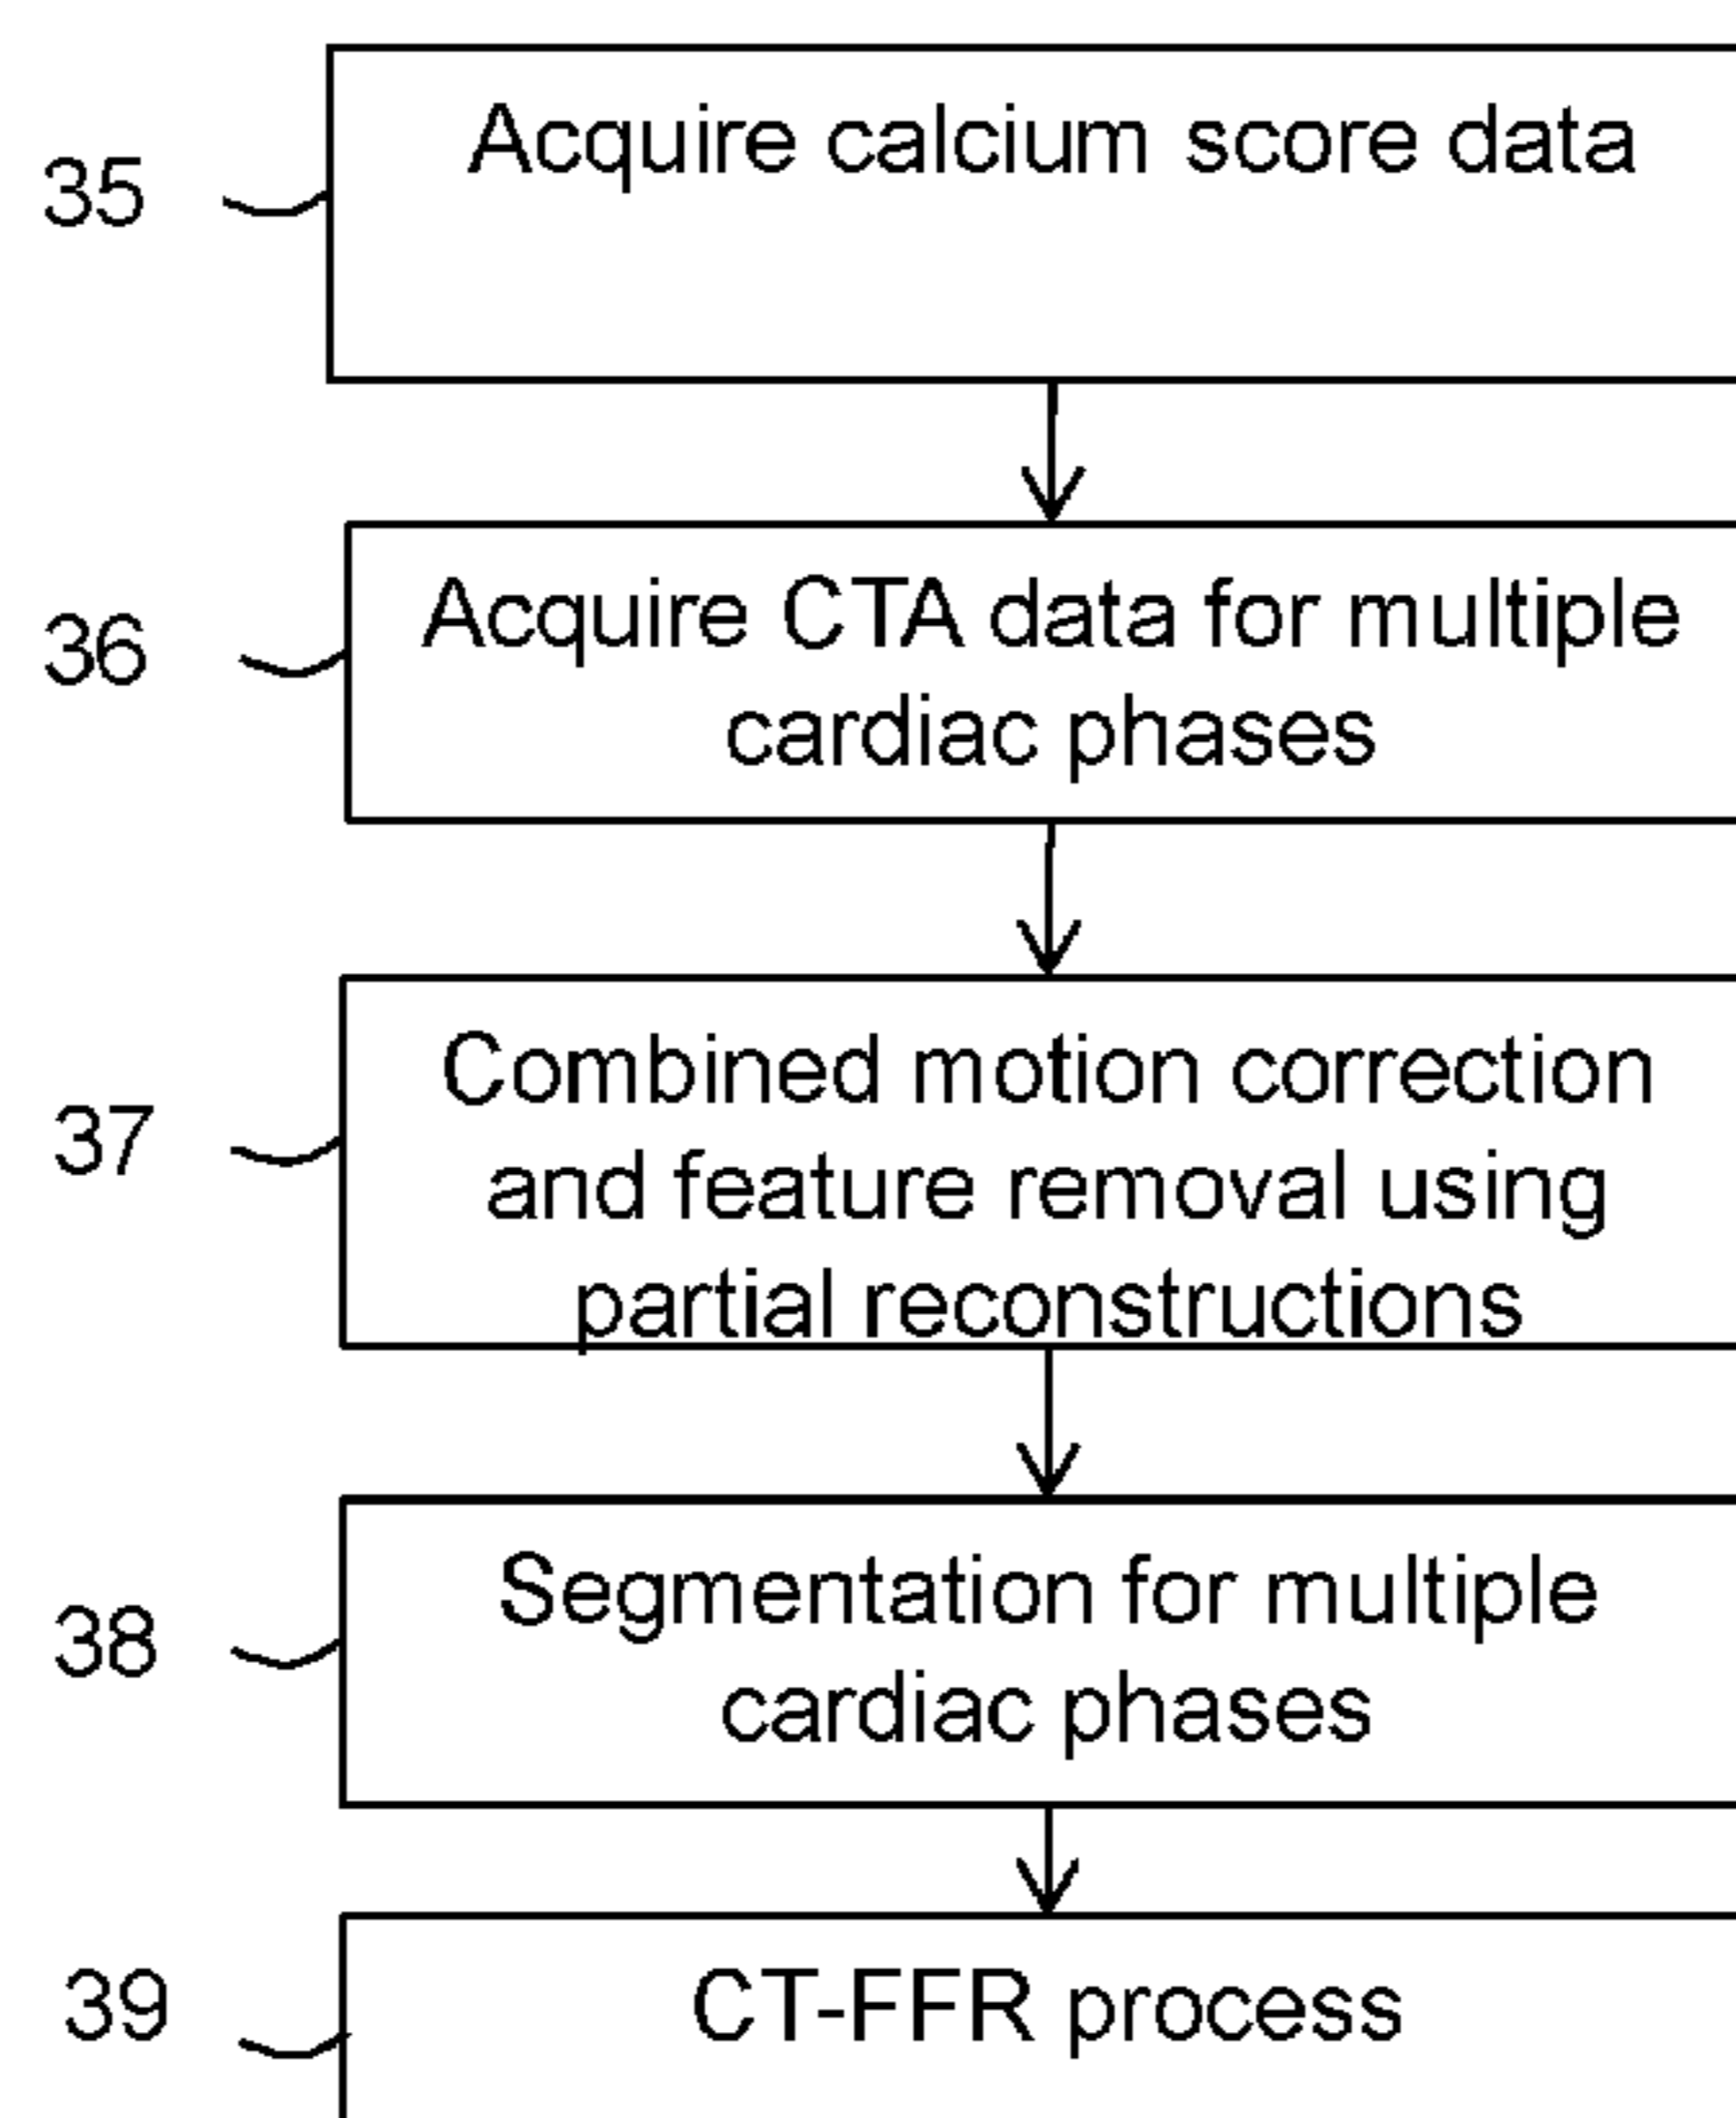 35
Acquire calcium score data
36
Acquire CTA data for multiple
cardiac phases
37
Combined motion correction
and feature removal using
partial reconstructions
38
Segmentation for multiple
cardiac phases
39
CT-FFR process